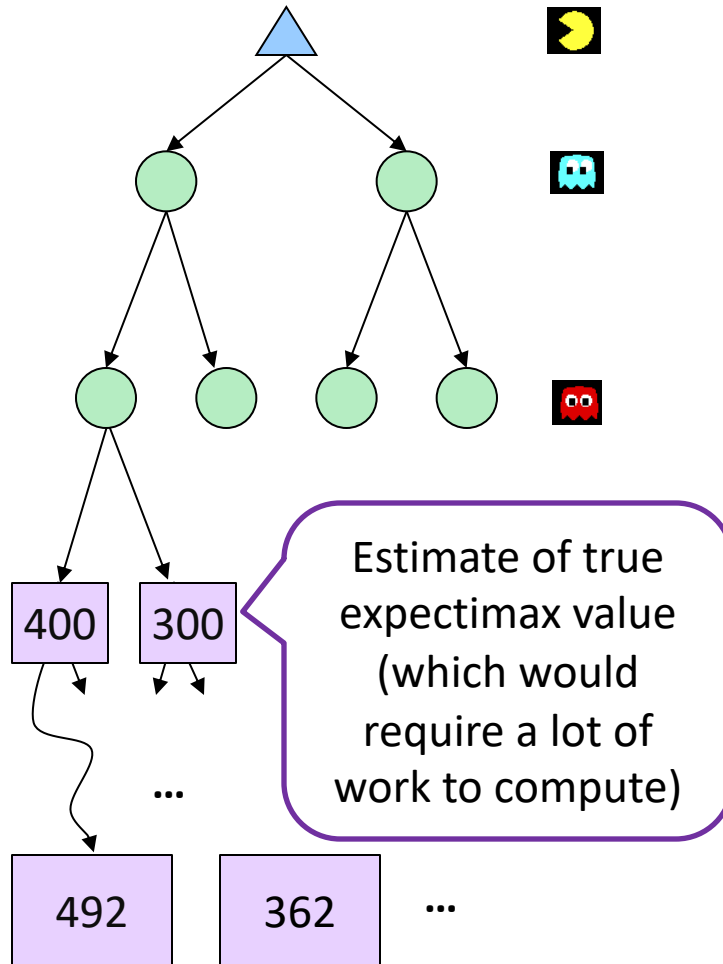 400 300
Estimate of true
expectimax value
(which would
require a lot of
work to compute)
...
492 362 ...